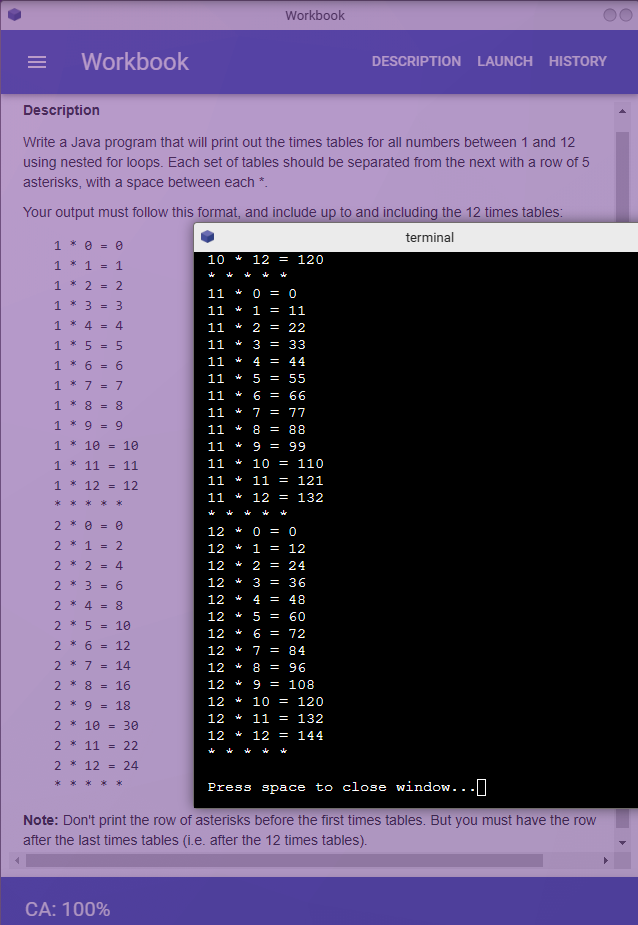 Workbook
Workbook
DESCRIPTION LAUNCH HISTORY
Description
Write a Java program that will print out the times tables for all numbers between 1 and 12
using nested for loops. Each set of tables should be separated from the next with a row of 5
asterisks, with a space between each *.
Your output must follow this format, and include up to and including the 12 times tables:
1 * 0 = 0
1 * 1 = 1
1 * 2 = 2
1 * 3 = 3
1 * 4 = 4
1 * 5 = 5
1 * 6 = 6
1 * 7 = 7
1 * 8 = 8
1 * 9 = 9
1 * 10 = 10
1 * 11 = 11
1 * 12 = 12
* * * * *
2 * 0 = 0
2 * 1 = 2
2 * 2 = 4
2 * 3 = 6
2 * 4 = 8
2 * 5 = 10
2 * 6 = 12
2 * 7 = 14
2 * 8 = 16
2 * 9 = 18
2 * 10 = 30
2 * 11 = 22
2 * 12 = 24
* * * * *
terminal
10 * 12 = 120
* * * * *
11 * 0 = 0
11 * 1 = 11
11 * 2 = 22
11 * 3 = 33
11 * 4 = 44
11 * 5 = 55
11 * 6 = 66
11 * 7 = 77
11 * 8 = 88
11 * 9 = 99
11 * 10 = 110
11 * 11 = 121
11 * 12 = 132
* * * * *
12 * 0 = 0
12 * 1 = 12
12 * 2 = 24
12 * 3 = 36
12 * 4 = 48
12 * 5 = 60
12 * 6 = 72
12 * 7 = 84
12 * 8 = 96
12 * 9 = 108
12 * 10 = 120
12 * 11 = 132
12 * 12 = 144
* * * * *
Press space to close window...
Note: Don't print the row of asterisks before the first times tables. But you must have the row
after the last times tables (i.e. after the 12 times tables).
CA: 100%